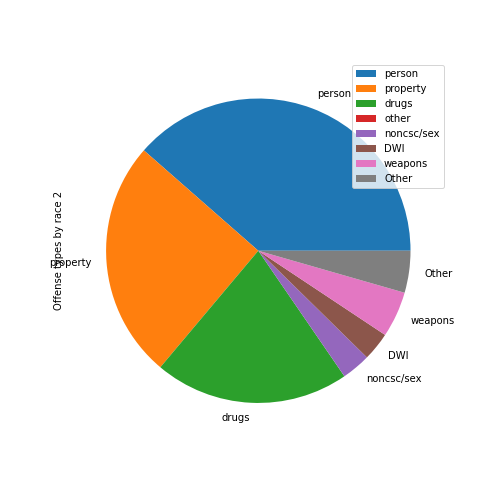 person
property
drugs
other
noncsc/sex
DWI
weapons
Other
person
Offense types by race 2
property
Other
weapons
DWI
noncsc/sex
drugs